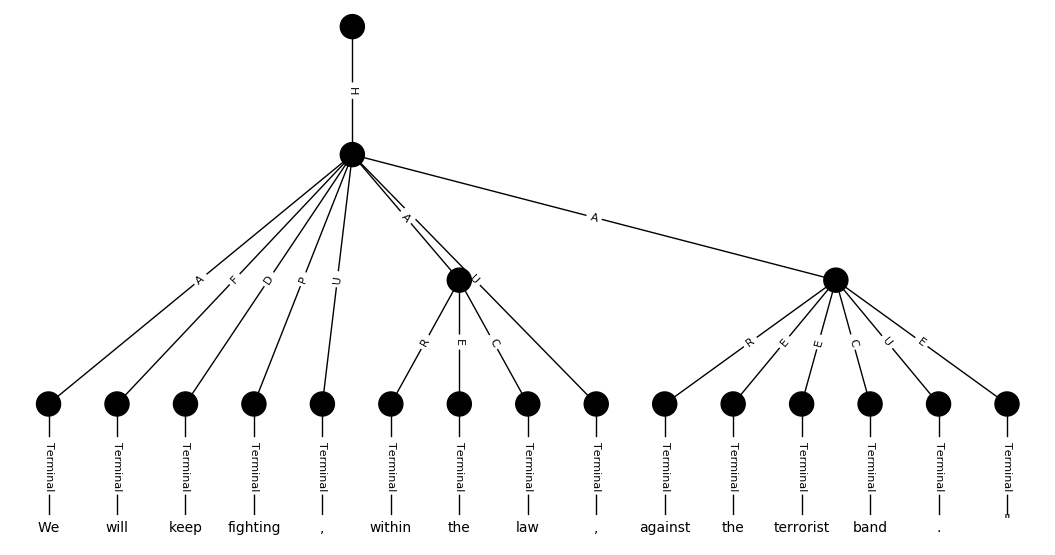 H
A
A
A F D P U U
R E C R E E C U E
Terminal Terminal Terminal Terminal Terminal Terminal Terminal Terminal Terminal Terminal Terminal Terminal Terminal Terminal Terminal
We will keep fighting , within the law , against the terrorist band . "